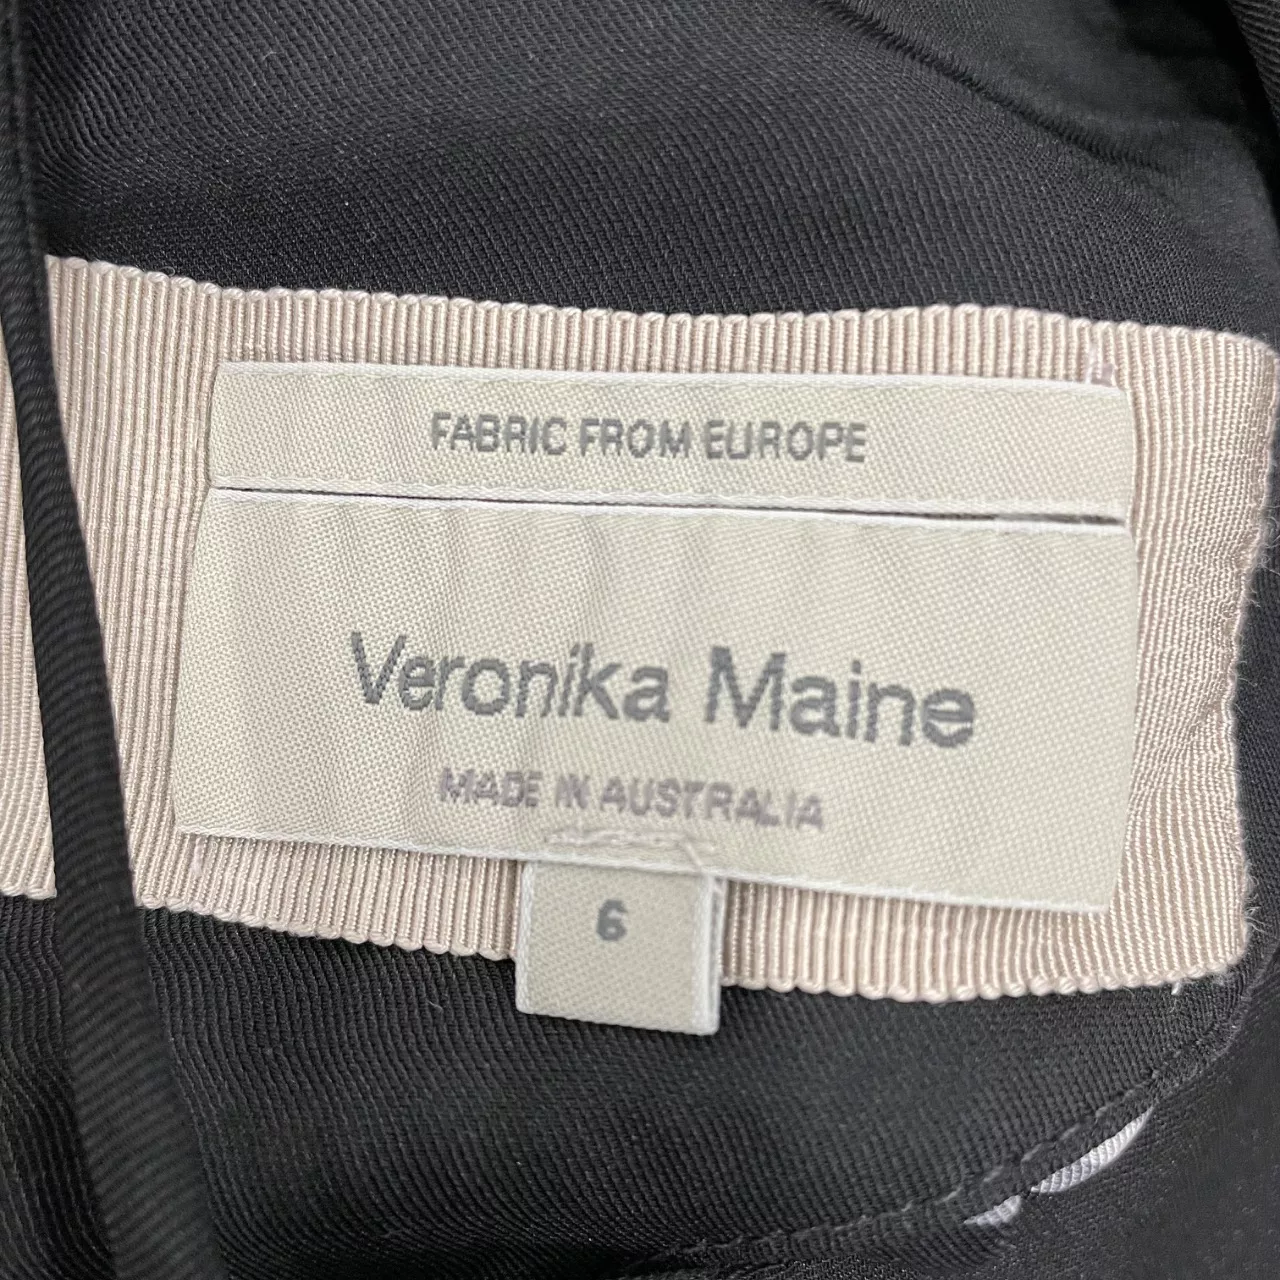 FABRIC FROM EUROPE
Veronika Maine
MADE IN AUSTRALIA
6